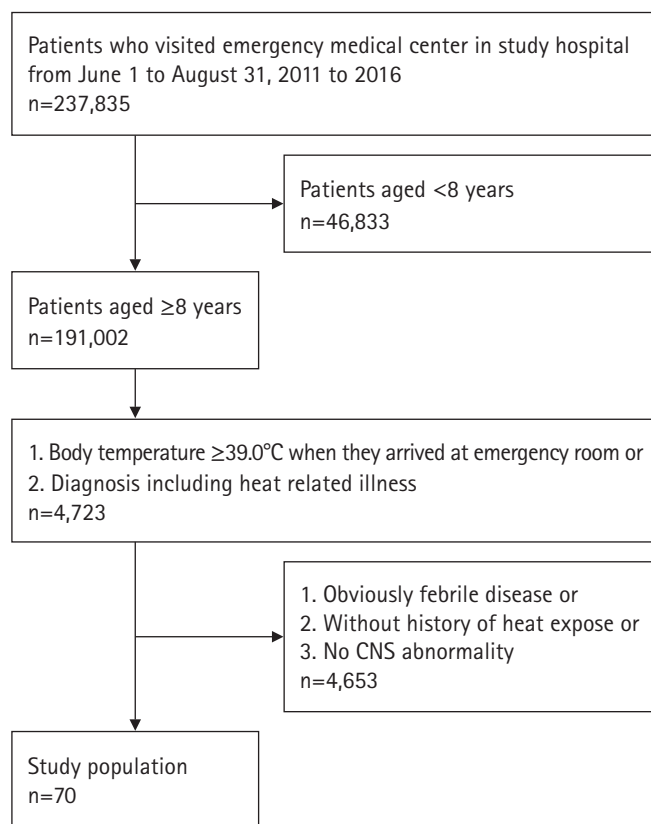 Patients who visited emergency medical center in study hospital
from June 1 to August 31, 2011 to 2016
n=237,835
Patients aged <8 years
n=46,833
Patients aged ≥8 years
n=191,002
1. Body temperature ≥39.0°C when they arrived at emergency room or
2. Diagnosis including heat related illness
n=4,723
1. Obviously febrile disease or
2. Without history of heat expose or
3. No CNS abnormality
n=4,653
Study population
n=70